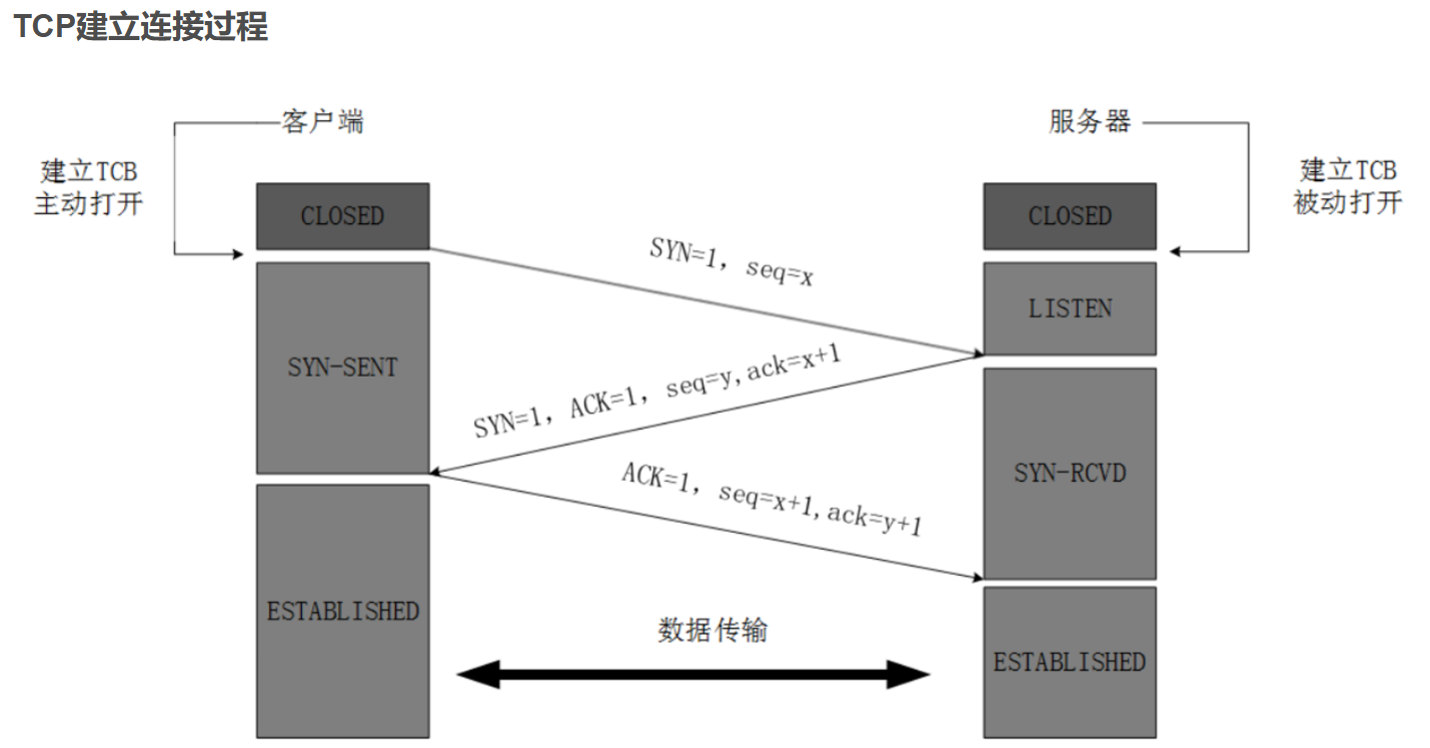 TCP建立连接过程
客户端
服务器
建立TCB
主动打开
建立TCB
被动打开
CLOSED
CLOSED
SYN=1, seq=x
LISTEN
SYN-SENT
SYN=1, ACK=1, seq=y,ack=x+1
SYN-RCVD
ACK=1, seq=x+1,ack=y+1
ESTABLISHED
数据传输
ESTABLISHED